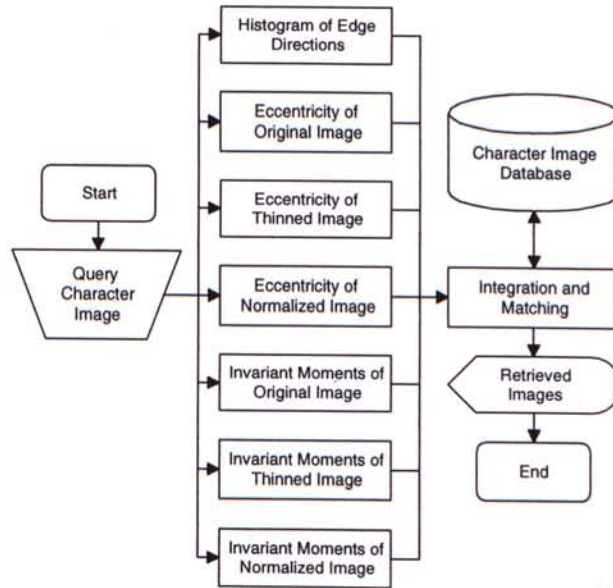 Start
Query
Character
Image
Histogram of Edge
Directions
Eccentricity of
Original Image
Eccentricity of
Thinned Image
Eccentricity of
Normalized Image
Invariant Moments of
Original Image
Invariant Moments of
Thinned Image
Invariant Moments of
Normalized Image
Character Image
Database
Integration and
Matching
Retrieved
Images
End